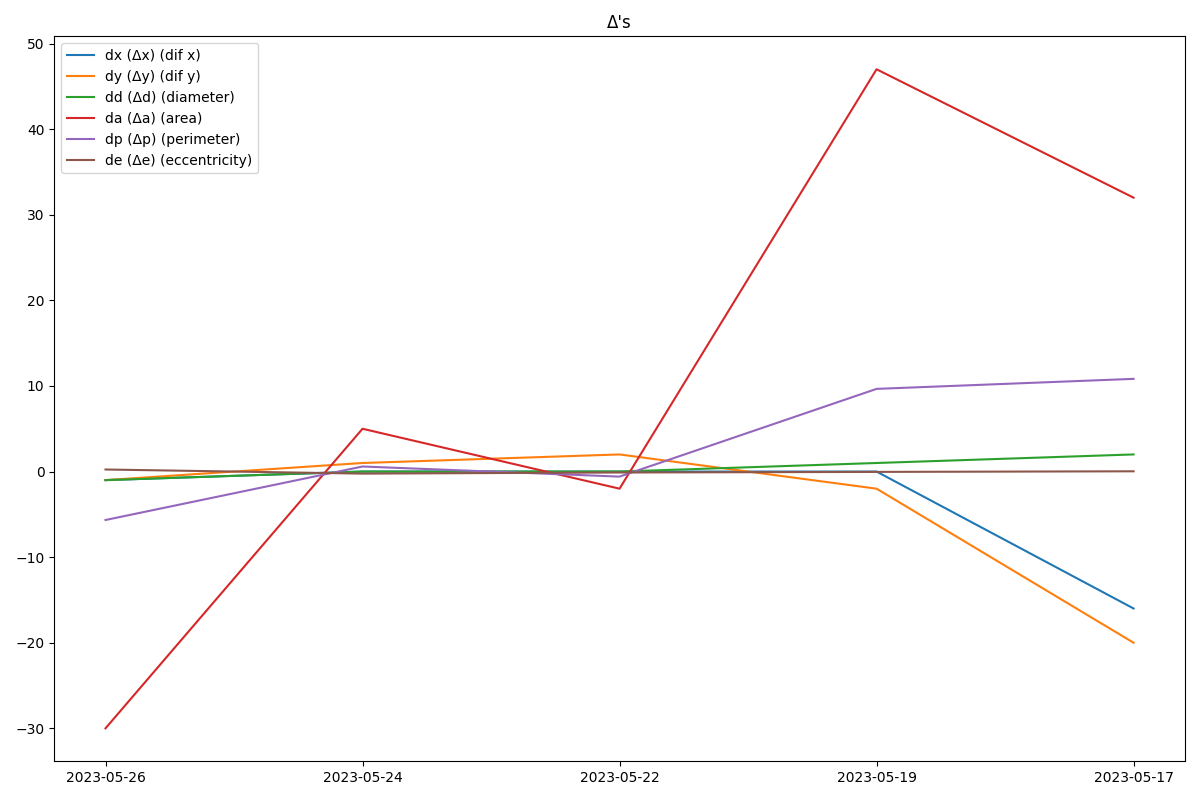 Δ's
dx (Δx) (dif x)
dy (Δy) (dif y)
dd (Δd) (diameter)
da (Δa) (area)
dp (Δp) (perimeter)
de (Δe) (eccentricity)
50
40
30
20
10
0
−10
−20
−30
2023-05-26 2023-05-24 2023-05-22 2023-05-19 2023-05-17